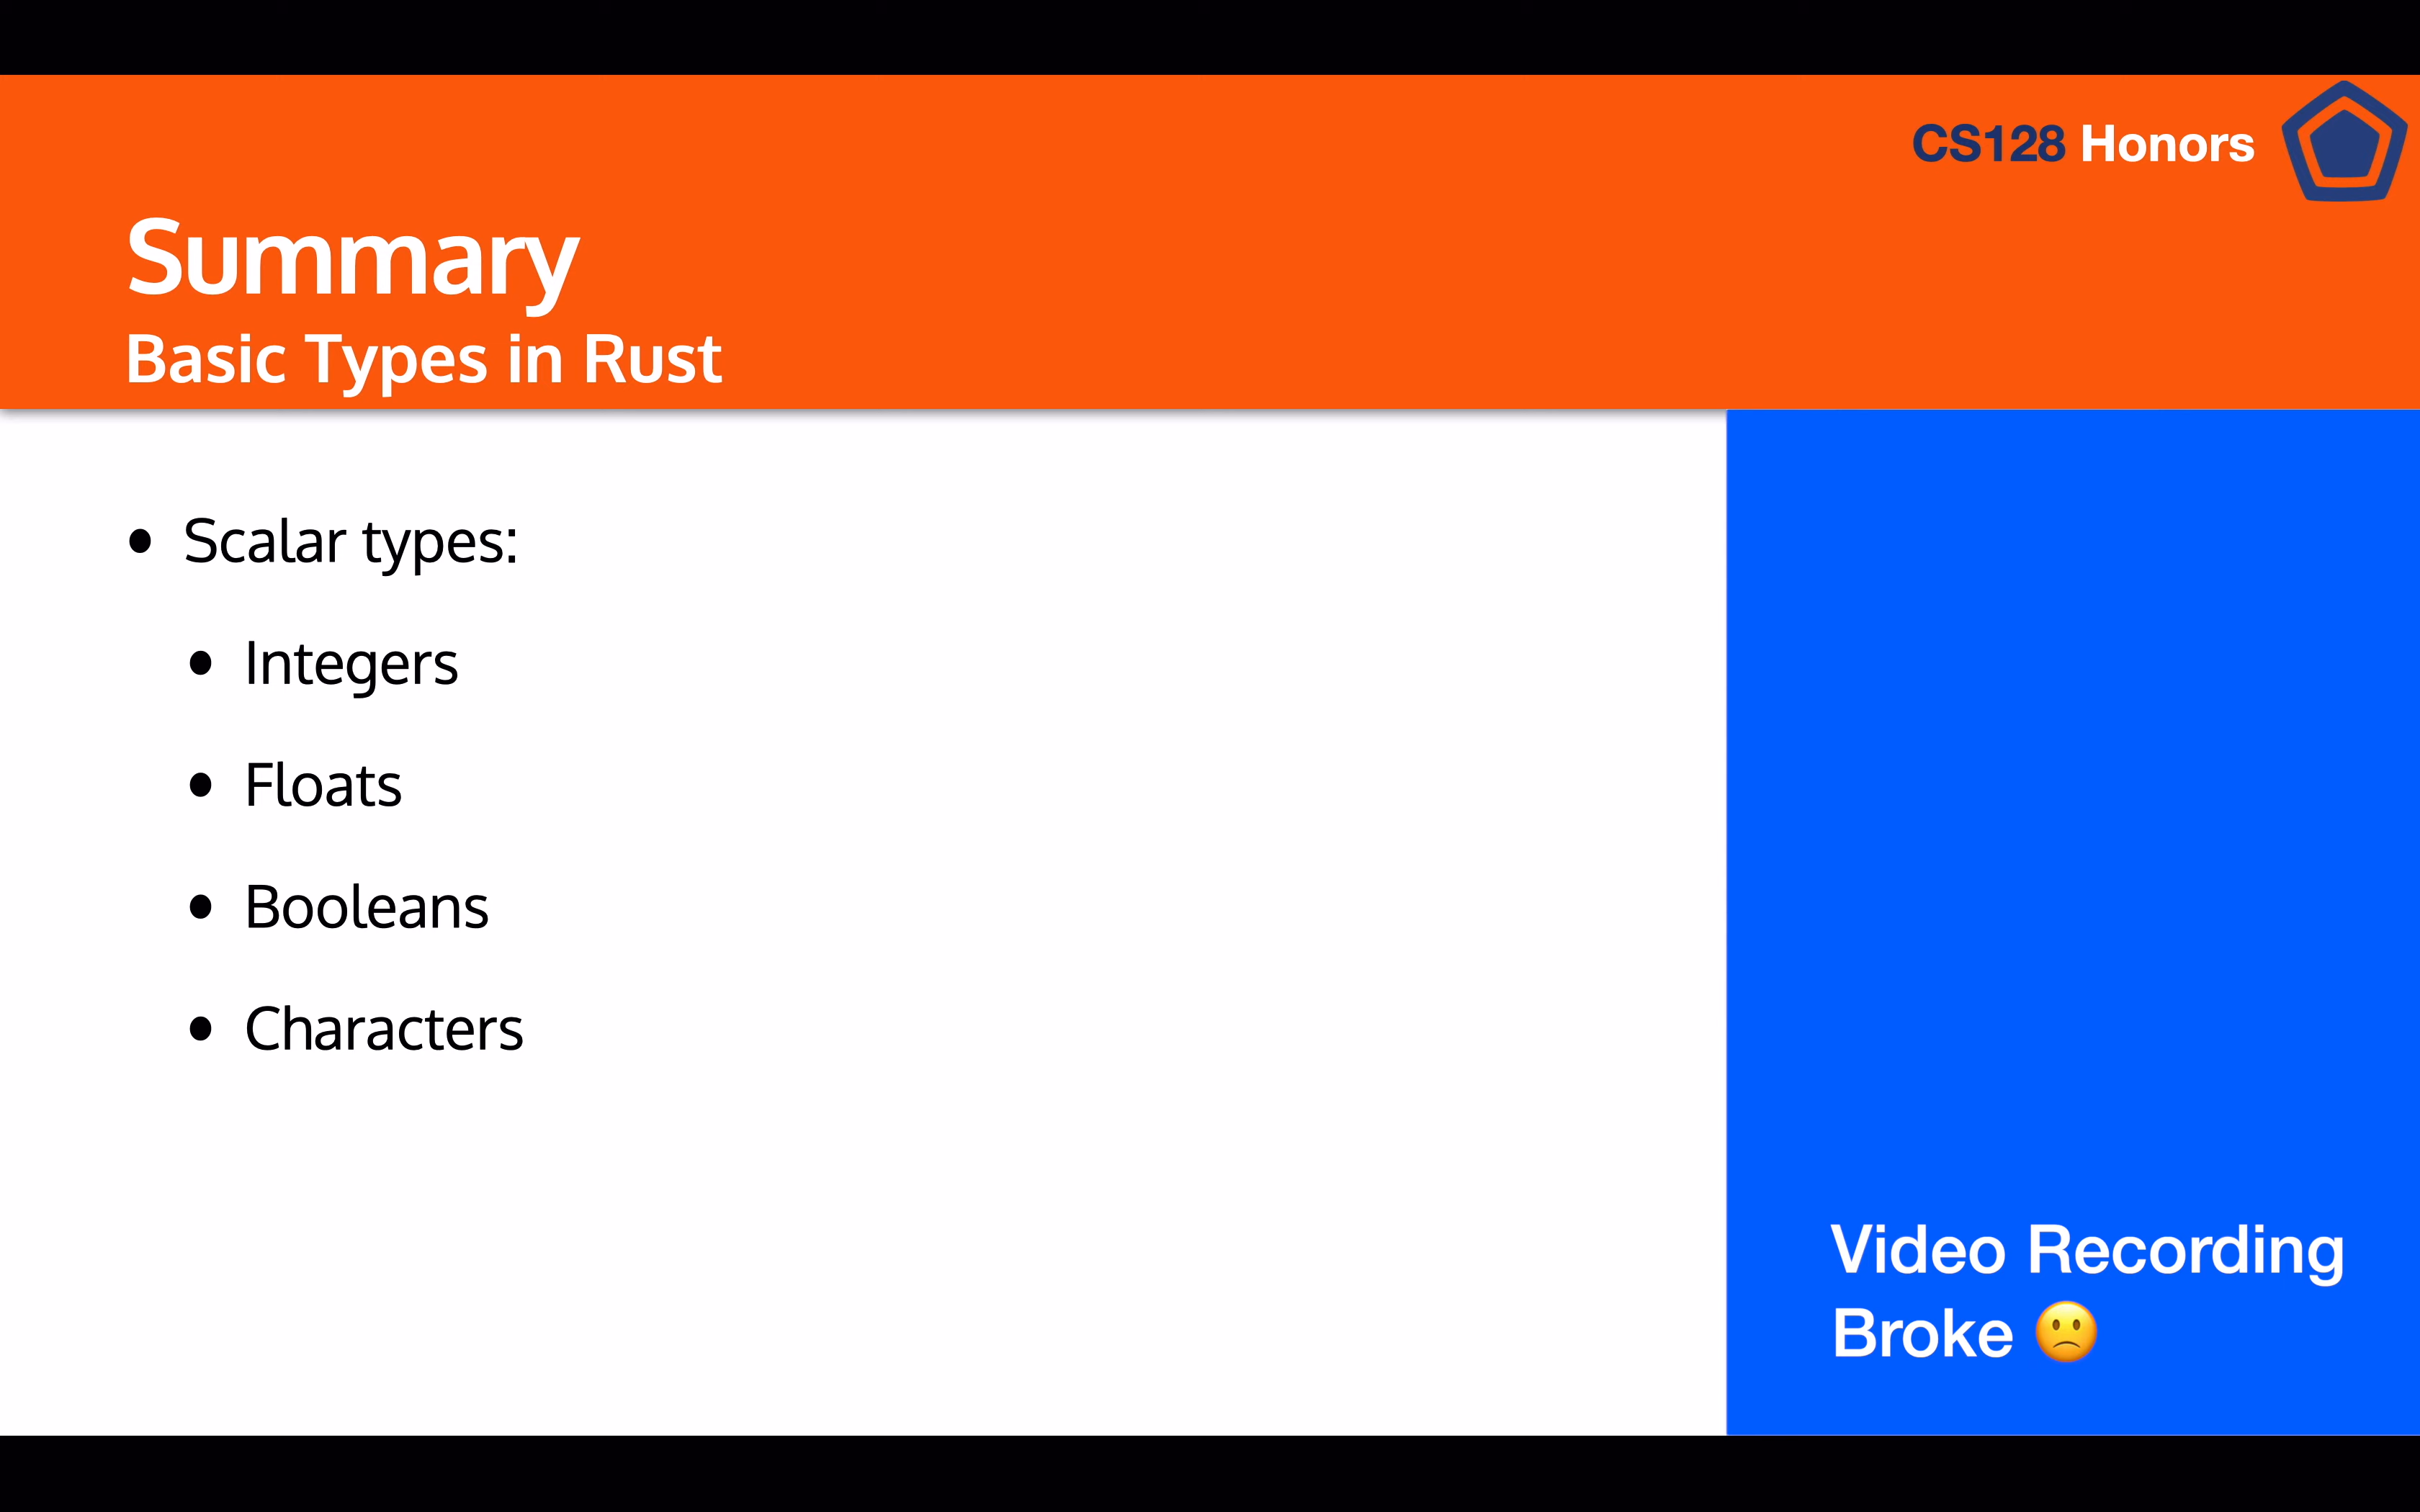 CS128 Honors
Summary
Basic Types in Rust
• Scalar types:
• Integers
• Floats
• Booleans
• Characters
Video Recording
Broke 🙁